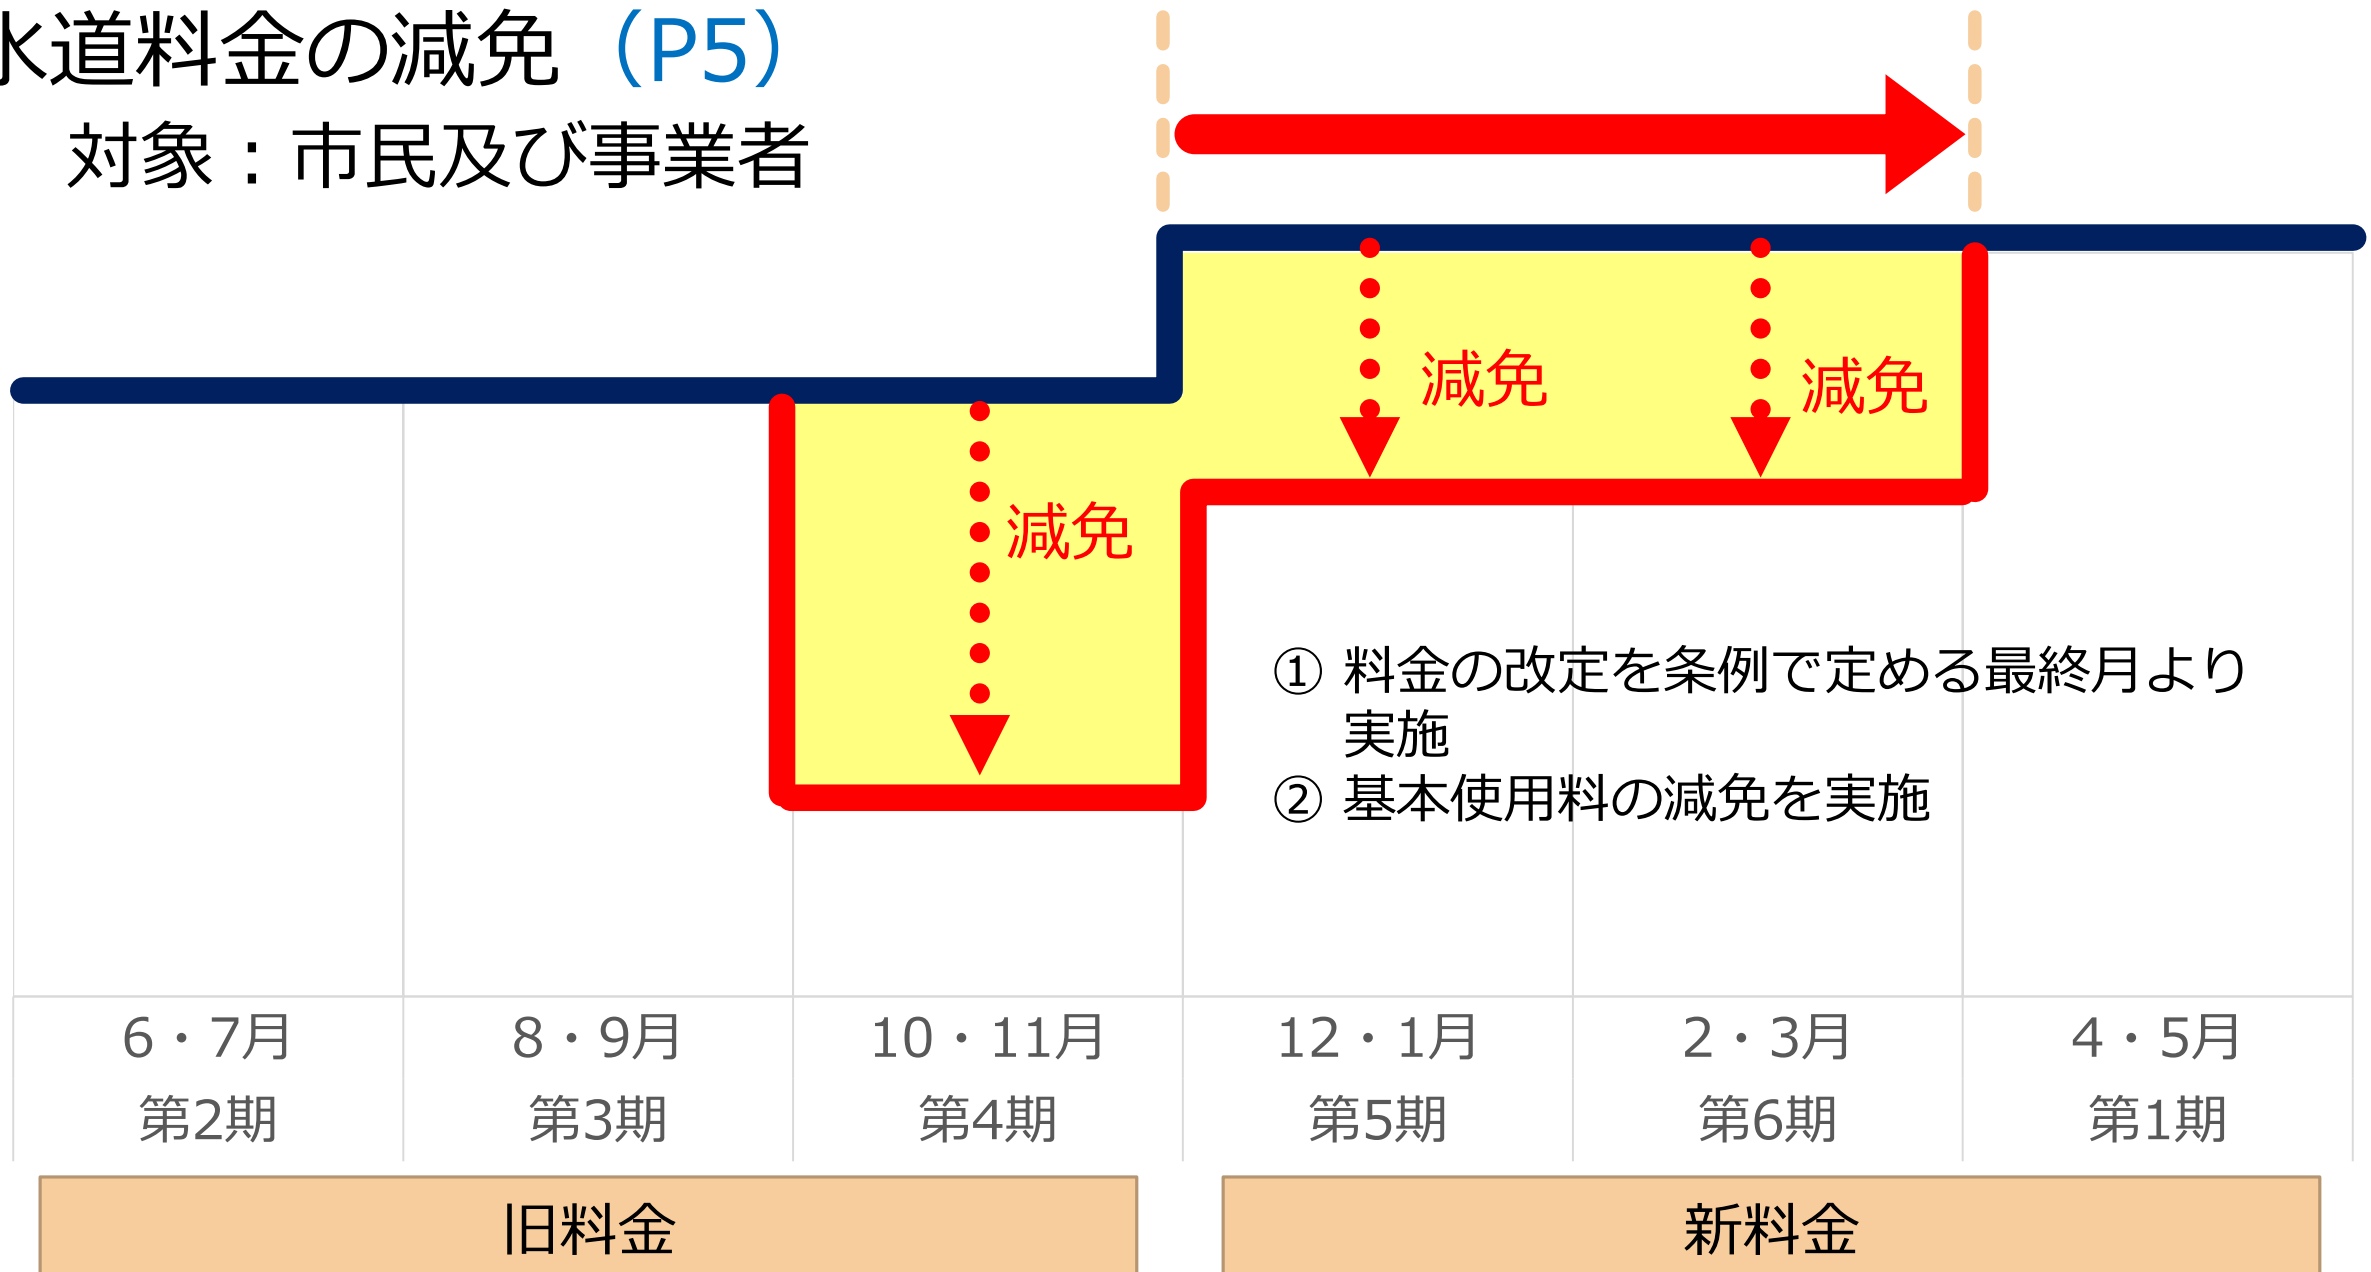 水道料金の減免（P5）
対象：市民及び事業者
減免
減免
減免
① 料金の改定を条例で定める最終月より
実施
② 基本使用料の減免を実施
6・7月
8・9月
10・11月
12・1月
2・3月
4・5月
第2期
第3期
第4期
第5期
第6期
第1期
旧料金
新料金